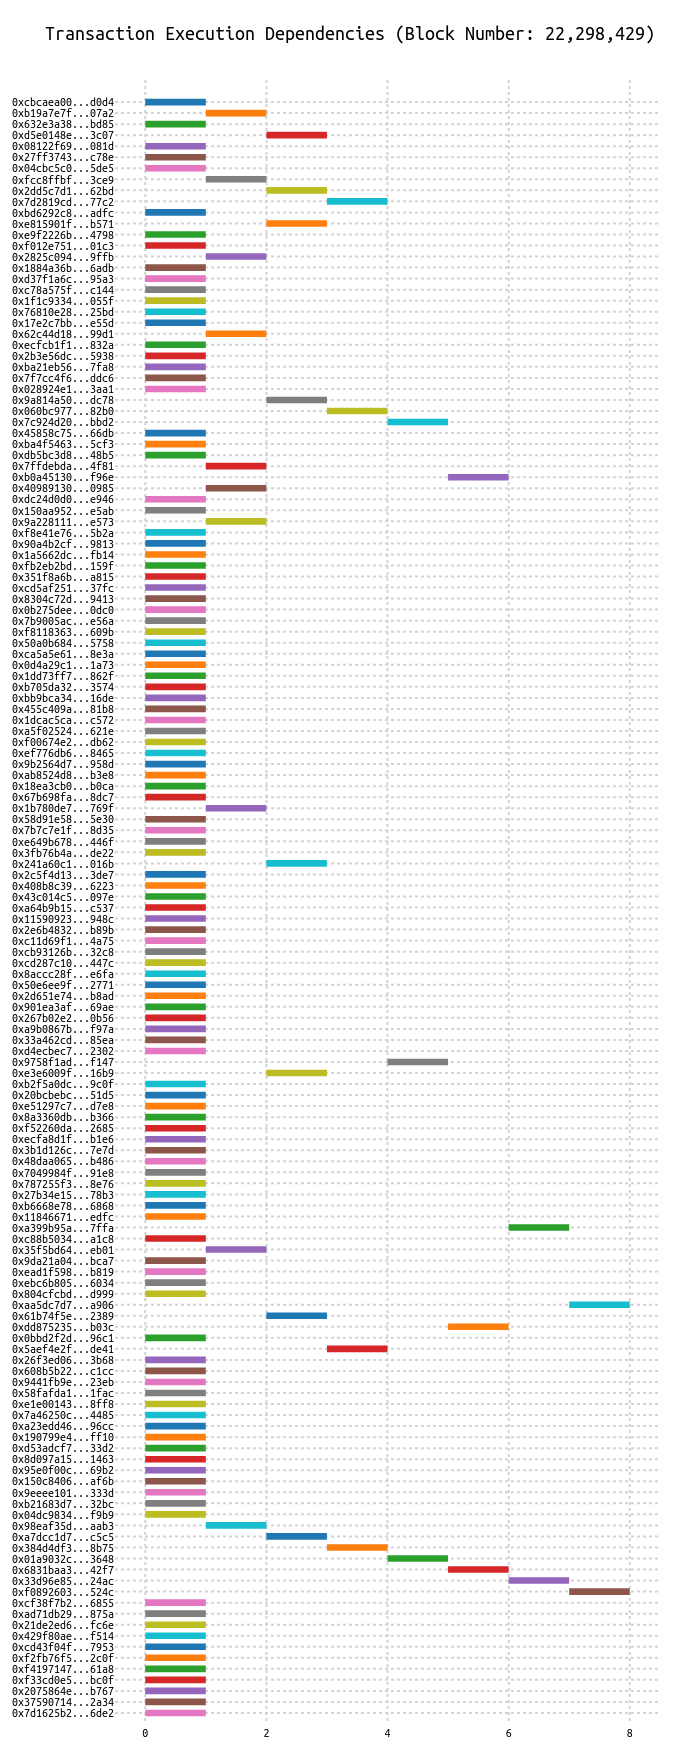 Transaction Execution Dependencies (Block Number: 22,298,429)
0xcbcaea00...d0d4
0xb19a7e7f...07a2
0x632e3a38...bd85
0xd5e0148e...3c07
0x08122f69...081d
0x27ff3743...c78e
0x04cbc5c0...5de5
0xfcc8ffbf...3ce9
0x2dd5c7d1...62bd
0x7d2819cd...77c2
0xbd6292c8...adfc
0xe815901f...b571
0xe9f2226b...4798
0xf012e751...01c3
0x2825c094...9ffb
0x1884a36b...6adb
0xd37f1a6c...95a3
0xc78a575f...c144
0x1f1c9334...055f
0x76810e28...25bd
0x17e2c7bb...e55d
0x62c44d18...99d1
0xecfcb1f1...832a
0x2b3e56dc...5938
0xba21eb56...7fa8
0x7f7cc4f6...ddc6
0x028924e1...3aa1
0x9a814a50...dc78
0x060bc977...82b0
0x7c924d20...bbd2
0x45858c75...66db
0xba4f5463...5cf3
0xdb5bc3d8...48b5
0x7ffdebda...4f81
0xb0a45130...f96e
0x40989130...0985
0xdc24d0d0...e946
0x150aa952...e5ab
0x9a228111...e573
0xf8e41e76...5b2a
0x90a4b2cf...9813
0x1a5662dc...fb14
0xfb2eb2bd...159f
0x351f8a6b...a815
0xcd5af251...37fc
0x8304c72d...9413
0x0b275dee...0dc0
0x7b9005ac...e56a
0xf8118363...609b
0x50a0b684...5758
0xca5a5e61...8e3a
0x0d4a29c1...1a73
0x1dd73ff7...862f
0xb705da32...3574
0xbb9bca34...16de
0x455c409a...81b8
0x1dcac5ca...c572
0xa5f02524...621e
0xf00674e2...db62
0xef776db6...8465
0x9b2564d7...958d
0xab8524d8...b3e8
0x18ea3cb0...b0ca
0x67b698fa...8dc7
0x1b780de7...769f
0x58d91e58...5e30
0x7b7c7e1f...8d35
0xe649b678...446f
0x3fb76b4a...de22
0x241a60c1...016b
0x2c5f4d13...3de7
0x408b8c39...6223
0x43c014c5...097e
0xa64b9b15...c537
0x11590923...948c
0x2e6b4832...b89b
0xc11d69f1...4a75
0xcb93126b...32c8
0xcd287c10...447c
0x8accc28f...e6fa
0x50e6ee9f...2771
0x2d651e74...b8ad
0x901ea3af...69ae
0x267b02e2...0b56
0xa9b0867b...f97a
0x33a462cd...85ea
0xd4ecbec7...2302
0x9758f1ad...f147
0xe3e6009f...16b9
0xb2f5a0dc...9c0f
0x20bcbebc...51d5
0xe51297c7...d7e8
0x8a3360db...b366
0xf52260da...2685
0xecfa8d1f...b1e6
0x3b1d126c...7e7d
0x48daa065...b486
0x7049984f...91e8
0x787255f3...8e76
0x27b34e15...78b3
0xb6668e78...6868
0x11846671...edfc
0xa399b95a...7ffa
0xc88b5034...a1c8
0x35f5bd64...eb01
0x9da21a04...bca7
0xead1f598...b819
0xebc6b805...6034
0x804cfcbd...d999
0xaa5dc7d7...a906
0x61b74f5e...2389
0xdd875235...b03c
0x0bbd2f2d...96c1
0x5aef4e2f...de41
0x26f3ed06...3b68
0x608b5b22...c1cc
0x9441fb9e...23eb
0x58fafda1...1fac
0xe1e00143...8ff8
0x7a46250c...4485
0xa23edd46...96cc
0x190799e4...ff10
0xd53adcf7...33d2
0x8d097a15...1463
0x95e0f00c...69b2
0x150c8406...af6b
0x9eeee101...333d
0xb21683d7...32bc
0x04dc9834...f9b9
0x98eaf35d...aab3
0xa7dcc1d7...c5c5
0x384d4df3...8b75
0x01a9032c...3648
0x6831baa3...42f7
0x33d96e85...24ac
0xf0892603...524c
0xcf38f7b2...6855
0xad71db29...875a
0x21de2ed6...fc6e
0x429f80ae...f514
0xcd43f04f...7953
0xf2fb76f5...2c0f
0xf4197147...61a8
0xf33cd0e5...bc0f
0x2075864e...b767
0x37590714...2a34
0x7d1625b2...6de2
0 2 4 6 8